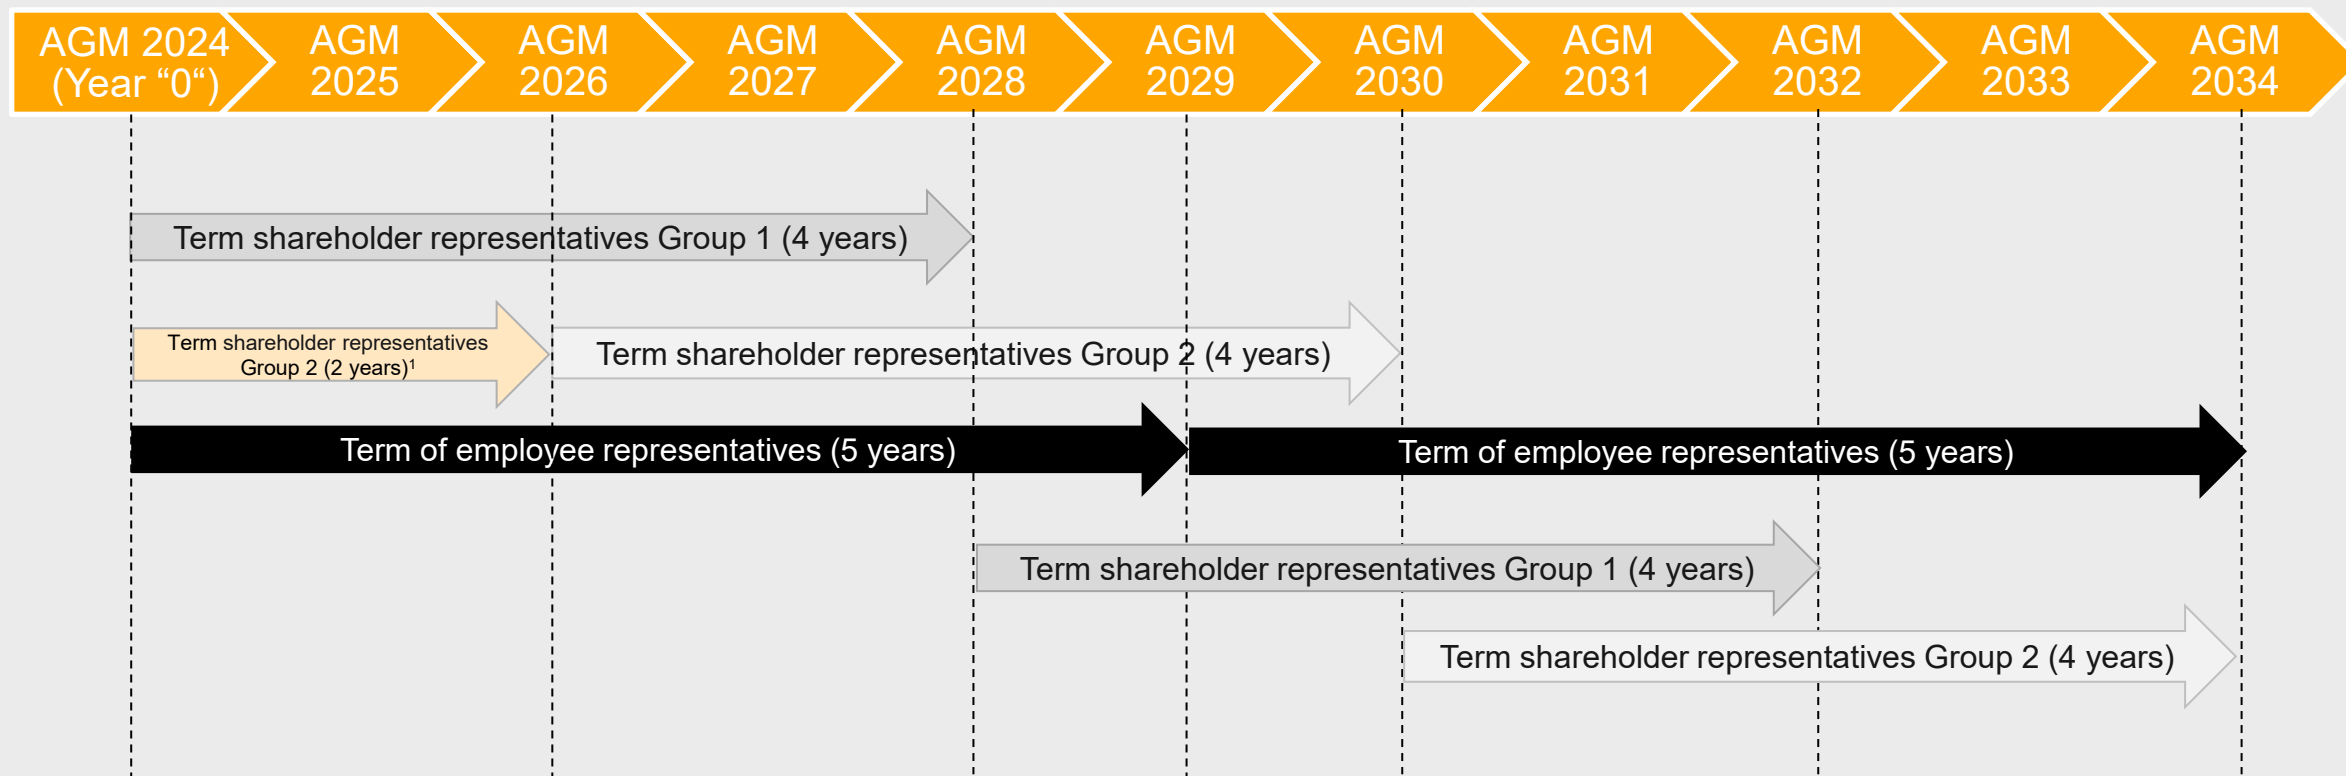 AGM 2024
(Year “0“)
AGM
2025
AGM
2026
AGM
2027
AGM
2028
AGM
2029
AGM
2030
AGM
2031
AGM
2032
AGM
2033
AGM
2034
Term shareholder representatives Group 1 (4 years)
Term shareholder representatives
Group 2 (2 years)¹
Term shareholder representatives Group 2 (4 years)
Term of employee representatives (5 years)
Term of employee representatives (5 years)
Term shareholder representatives Group 1 (4 years)
Term shareholder representatives Group 2 (4 years)